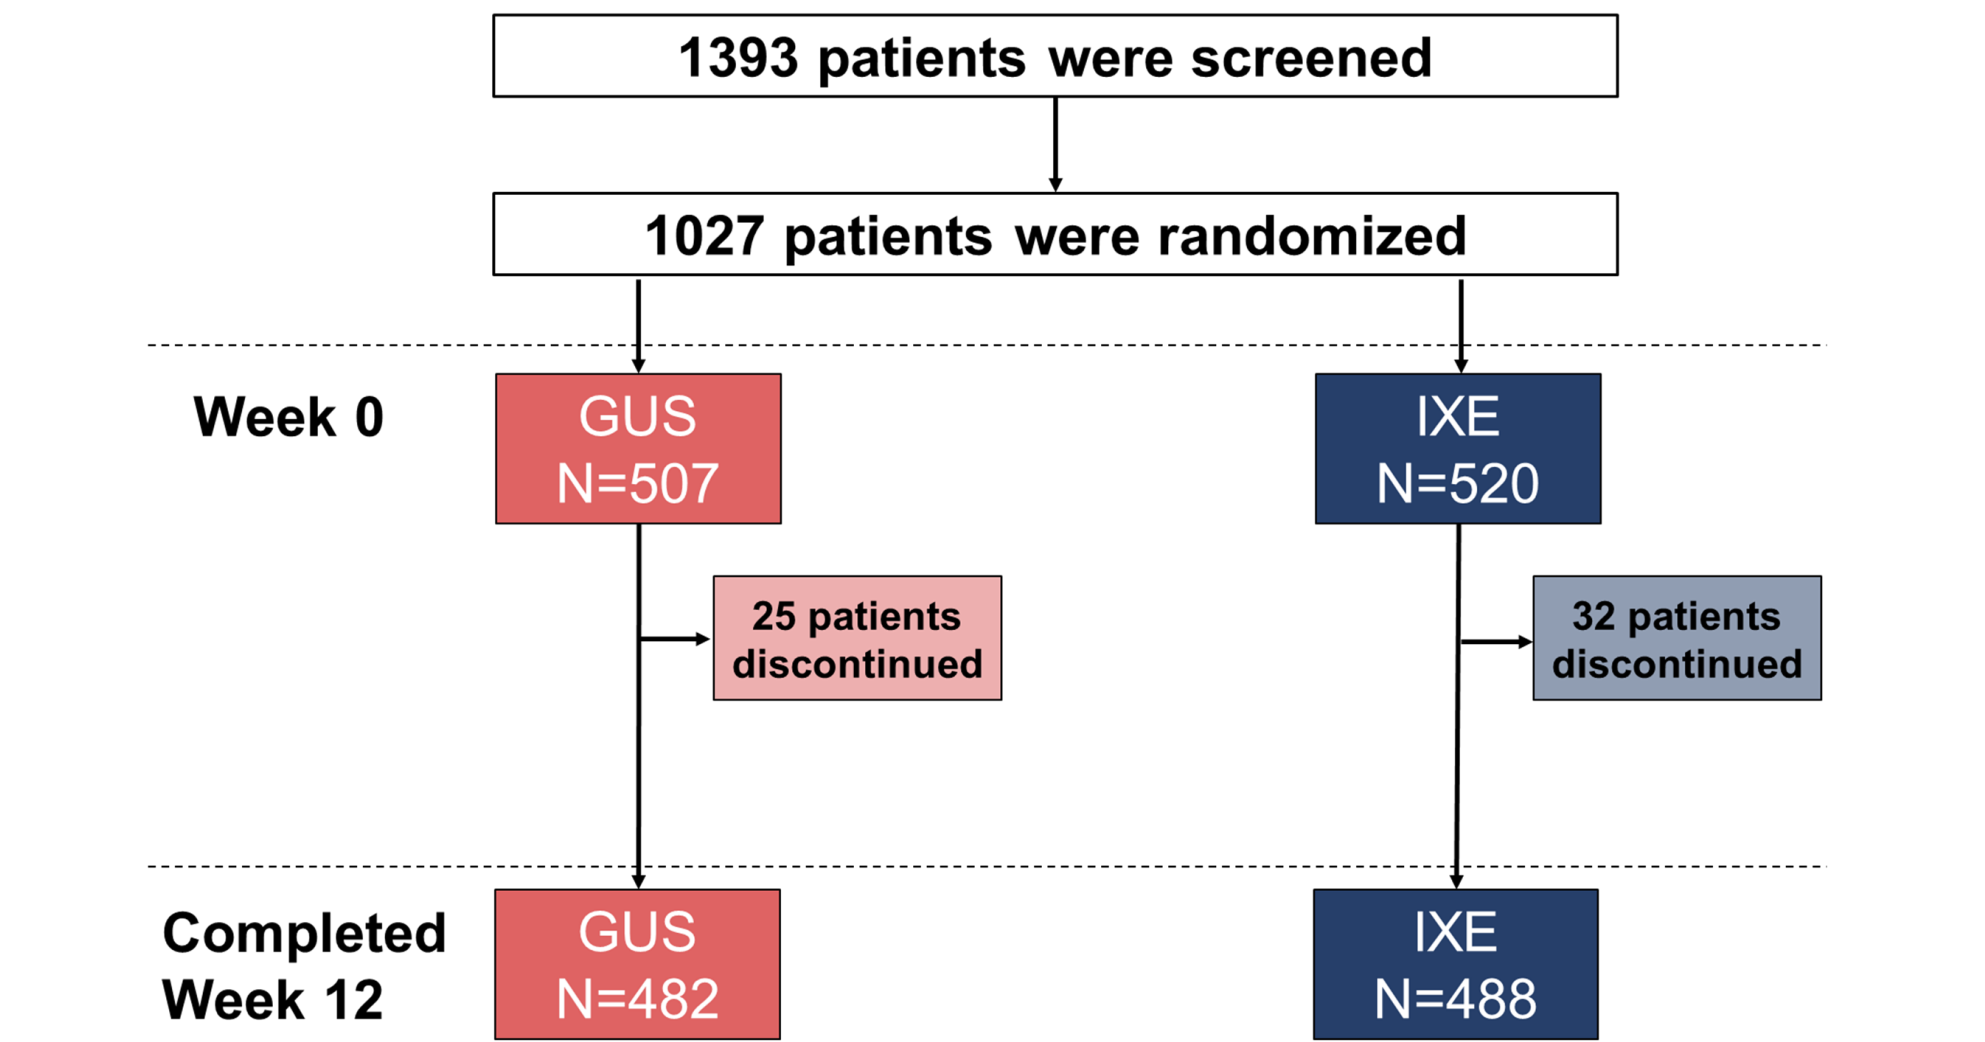 1393 patients were screened
1027 patients were randomized
Week 0
GUS
N=507
IXE
N=520
25 patients
discontinued
32 patients
discontinued
Completed
Week 12
GUS
N=482
IXE
N=488